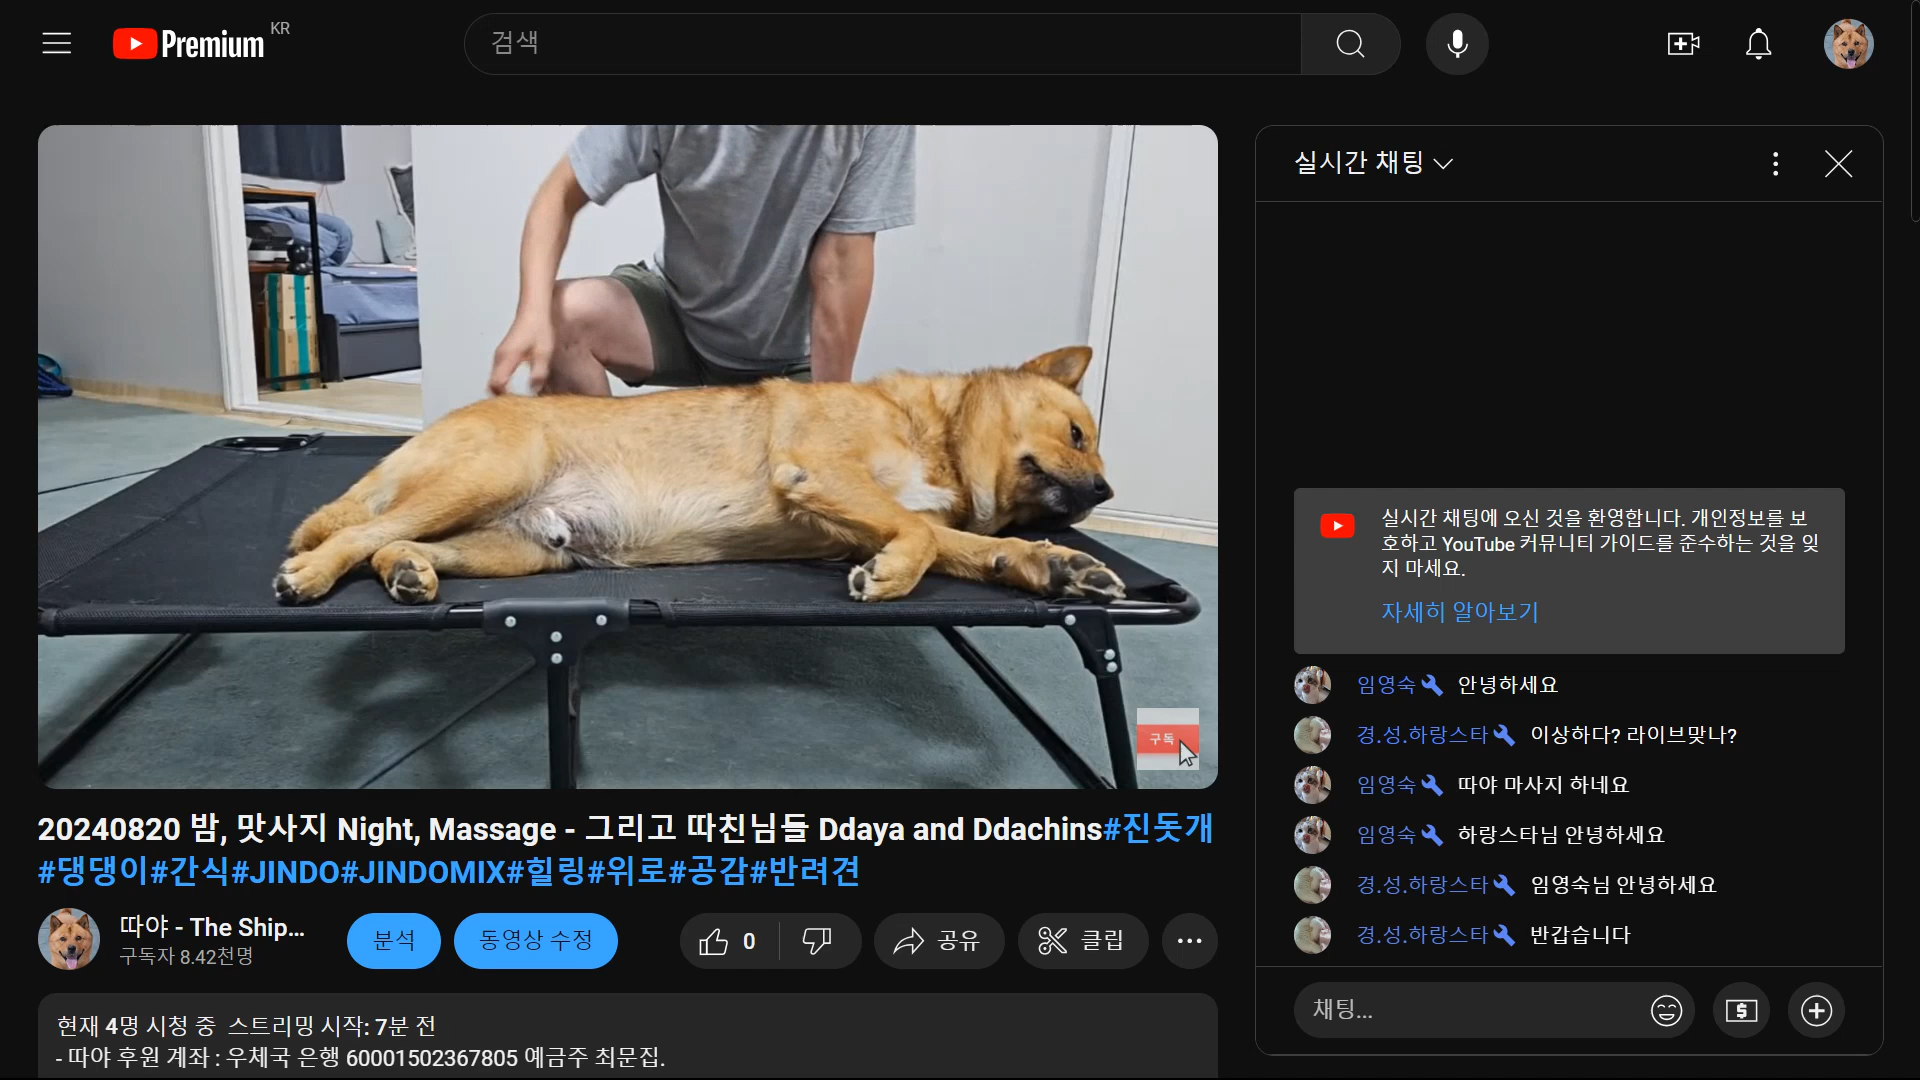 Premium KR
검색
실시간 채팅
실시간 채팅에 오신 것을 환영합니다. 개인정보를 보
호하고 YouTube 커뮤니티 가이드를 준수하는 것을 잊
지 마세요.
자세히 알아보기
임영숙 안녕하세요
경.성.하랑스타 이상하다? 라이브맞나?
임영숙 따야 마사지 하네요
임영숙 하랑스타님 안녕하세요
경.성.하랑스타 임영숙님 안녕하세요
경.성.하랑스타 반갑습니다
채팅...
구독
20240820 밤, 맛사지 Night, Massage - 그리고 따친님들 Ddaya and Ddachins#진돗개
#댕댕이#간식#JINDO#JINDOMIX#힐링#위로#공감#반려견
따야 - The Ship...
구독자 8.42천명
분석
동영상 수정
0
공유
클립
현재 4명 시청 중 스트리밍 시작: 7분 전
- 따야 후원 계좌 : 우체국 은행 60001502367805 예금주 최문집.